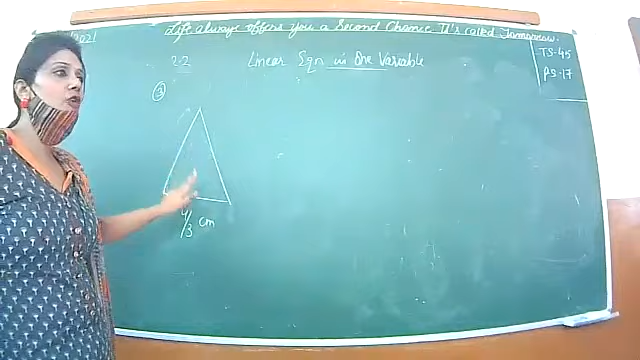 2021 Life always offers you a Second Chance. It's called Tomorrow.
TS-45
2.2 Linear Eqn in One Variable
PS-17
③
4/3 cm